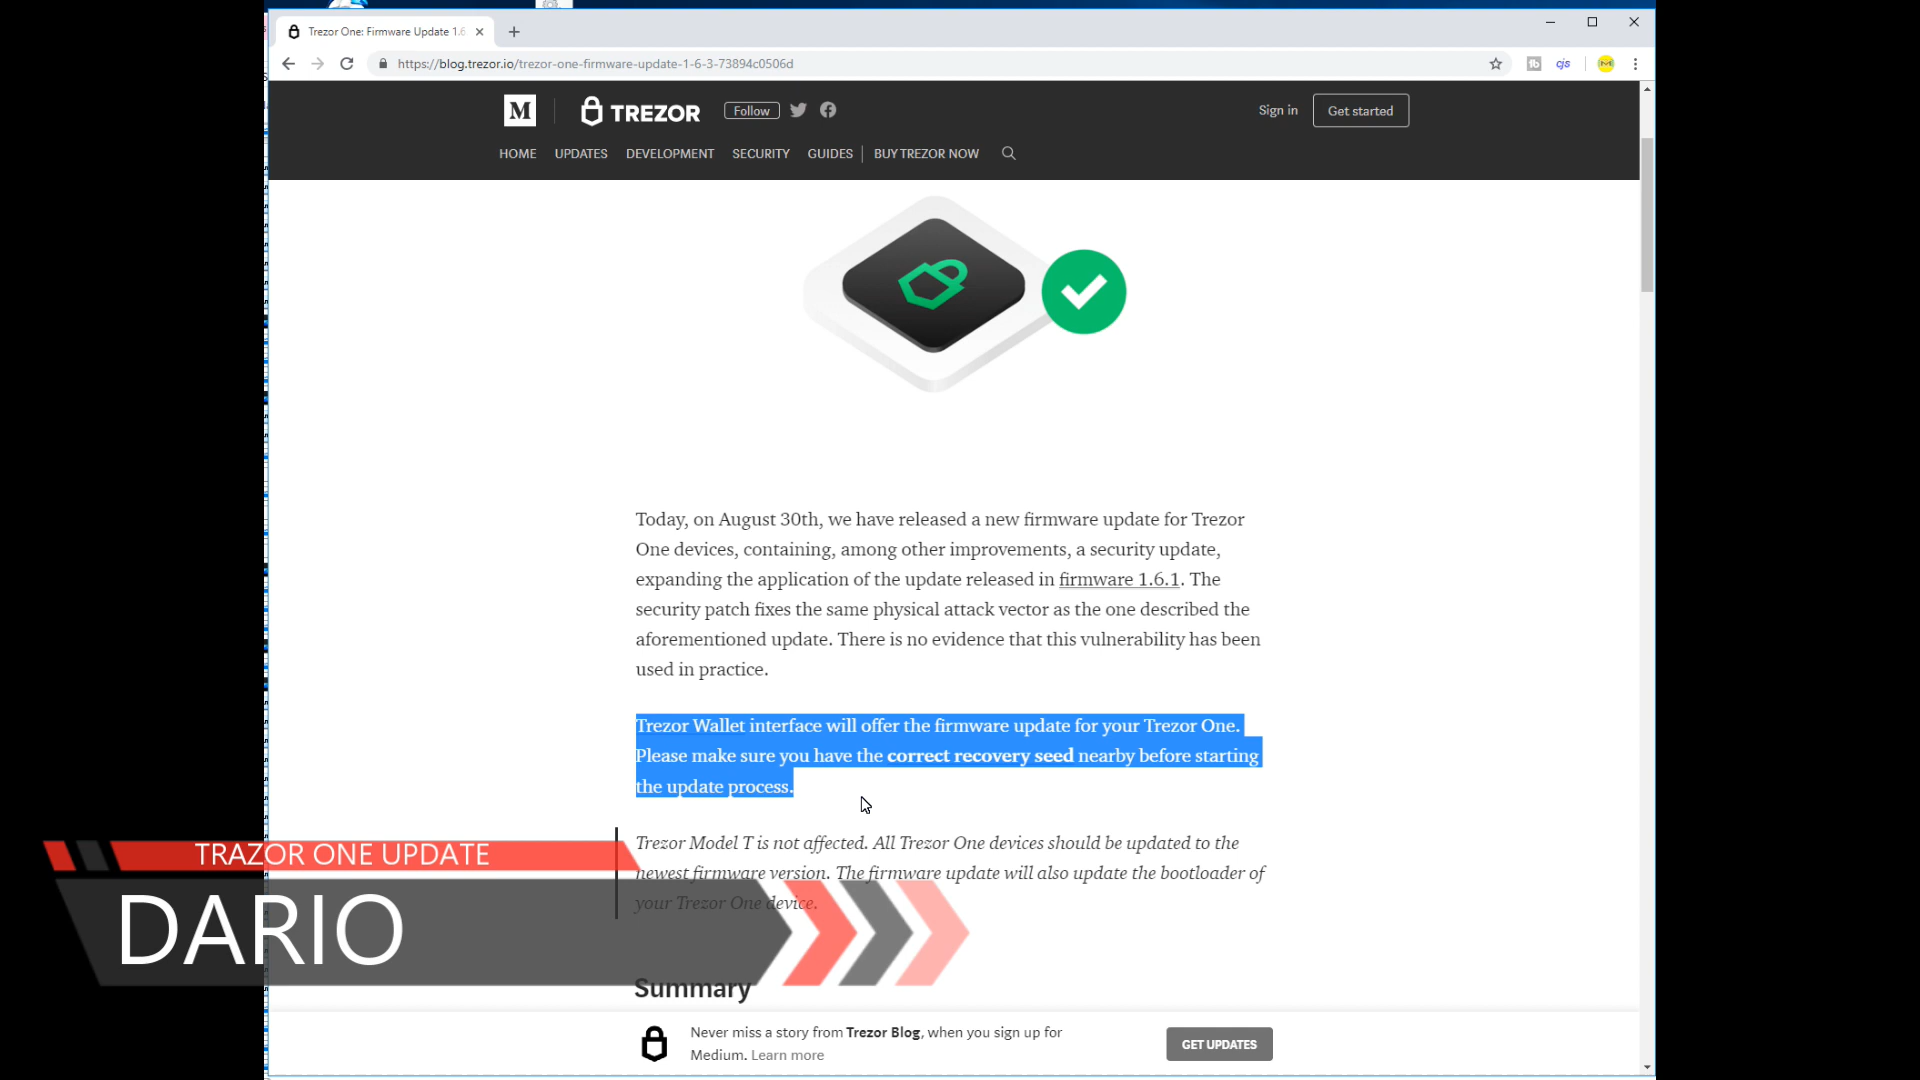 Trezor One: Firmware Update 1.6
https://blog.trezor.io/trezor-one-firmware-update-1-6-3-73894c0506d
tb
cjs
M
TREZOR
Follow
Sign in
Get started
HOME
UPDATES
DEVELOPMENT
SECURITY
GUIDES
BUY TREZOR NOW
Today, on August 30th, we have released a new firmware update for Trezor
One devices, containing, among other improvements, a security update,
expanding the application of the update released in firmware 1.6.1. The
security patch fixes the same physical attack vector as the one described the
aforementioned update. There is no evidence that this vulnerability has been
used in practice.
Trezor Wallet interface will offer the firmware update for your Trezor One.
Please make sure you have the correct recovery seed nearby before starting
the update process.
Trezor Model T is not affected. All Trezor One devices should be updated to the
newest firmware version. The firmware update will also update the bootloader of
your Trezor One device.
TRAZOR ONE UPDATE
DARIO
Summary
Never miss a story from Trezor Blog, when you sign up for
Medium. Learn more
GET UPDATES